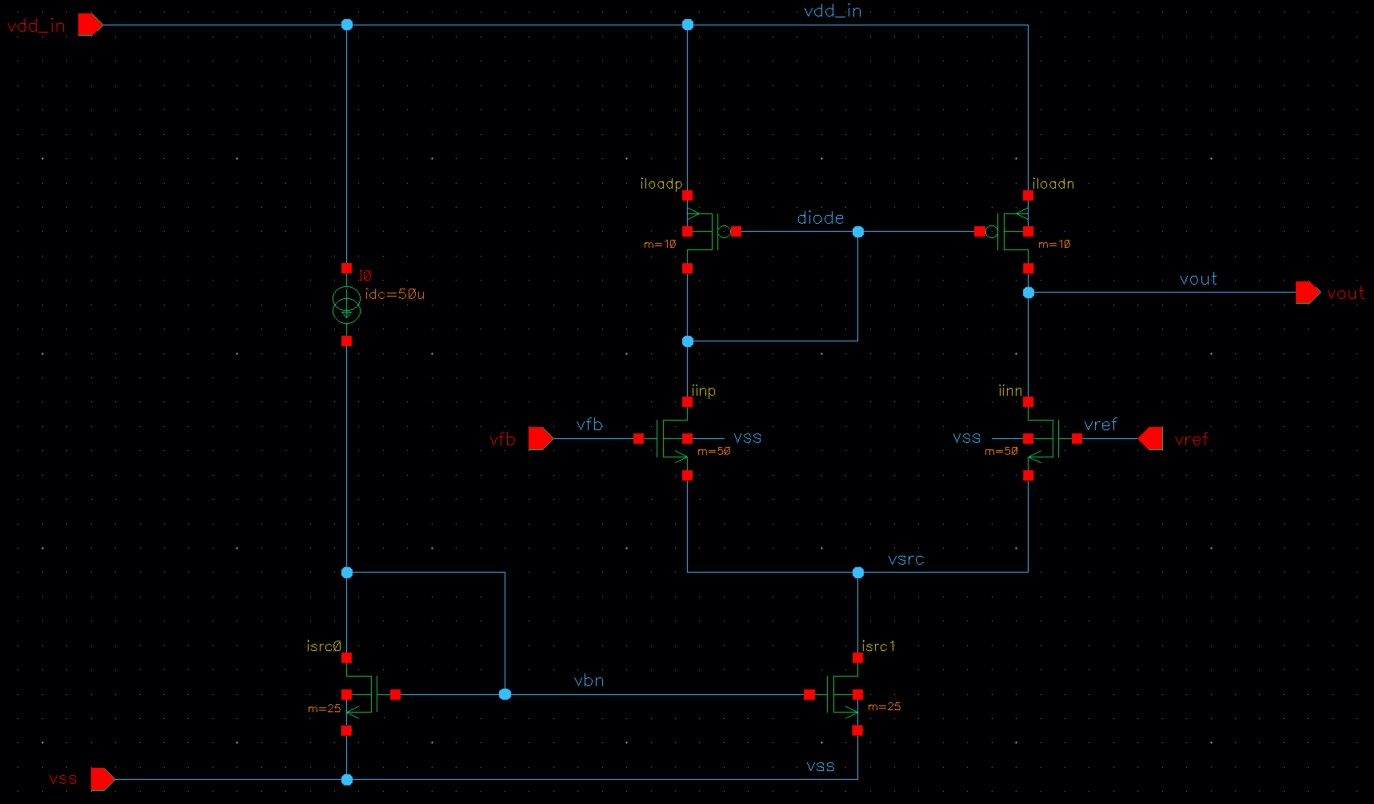 vdd_in
vdd_in
iloadp
iloadn
diode
m=10
m=10
I0
idc=50u
vout
vout
iinp
iinn
vfb
vfb
vss
m=50
vss
m=50
vref
vref
vsrc
isrc0
isrc1
vbn
m=25
m=25
vss
vss